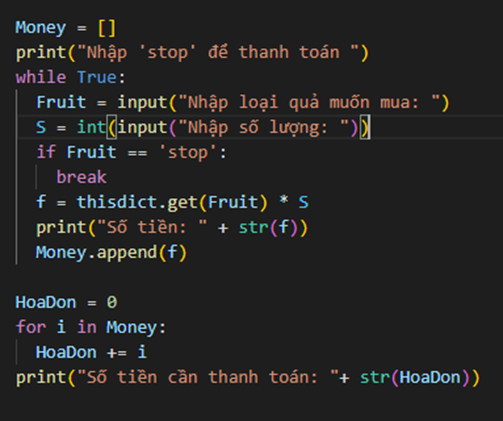 Money = []
print("Nhập 'stop' để thanh toán ")
while True:
  Fruit = input("Nhập loại quả muốn mua: ")
  S = int(input("Nhập số lượng: "))
  if Fruit == 'stop':
    break
  f = thisdict.get(Fruit) * S
  print("Số tiền: " + str(f))
  Money.append(f)

HoaDon = 0
for i in Money:
  HoaDon += i
print("Số tiền cần thanh toán: "+ str(HoaDon))